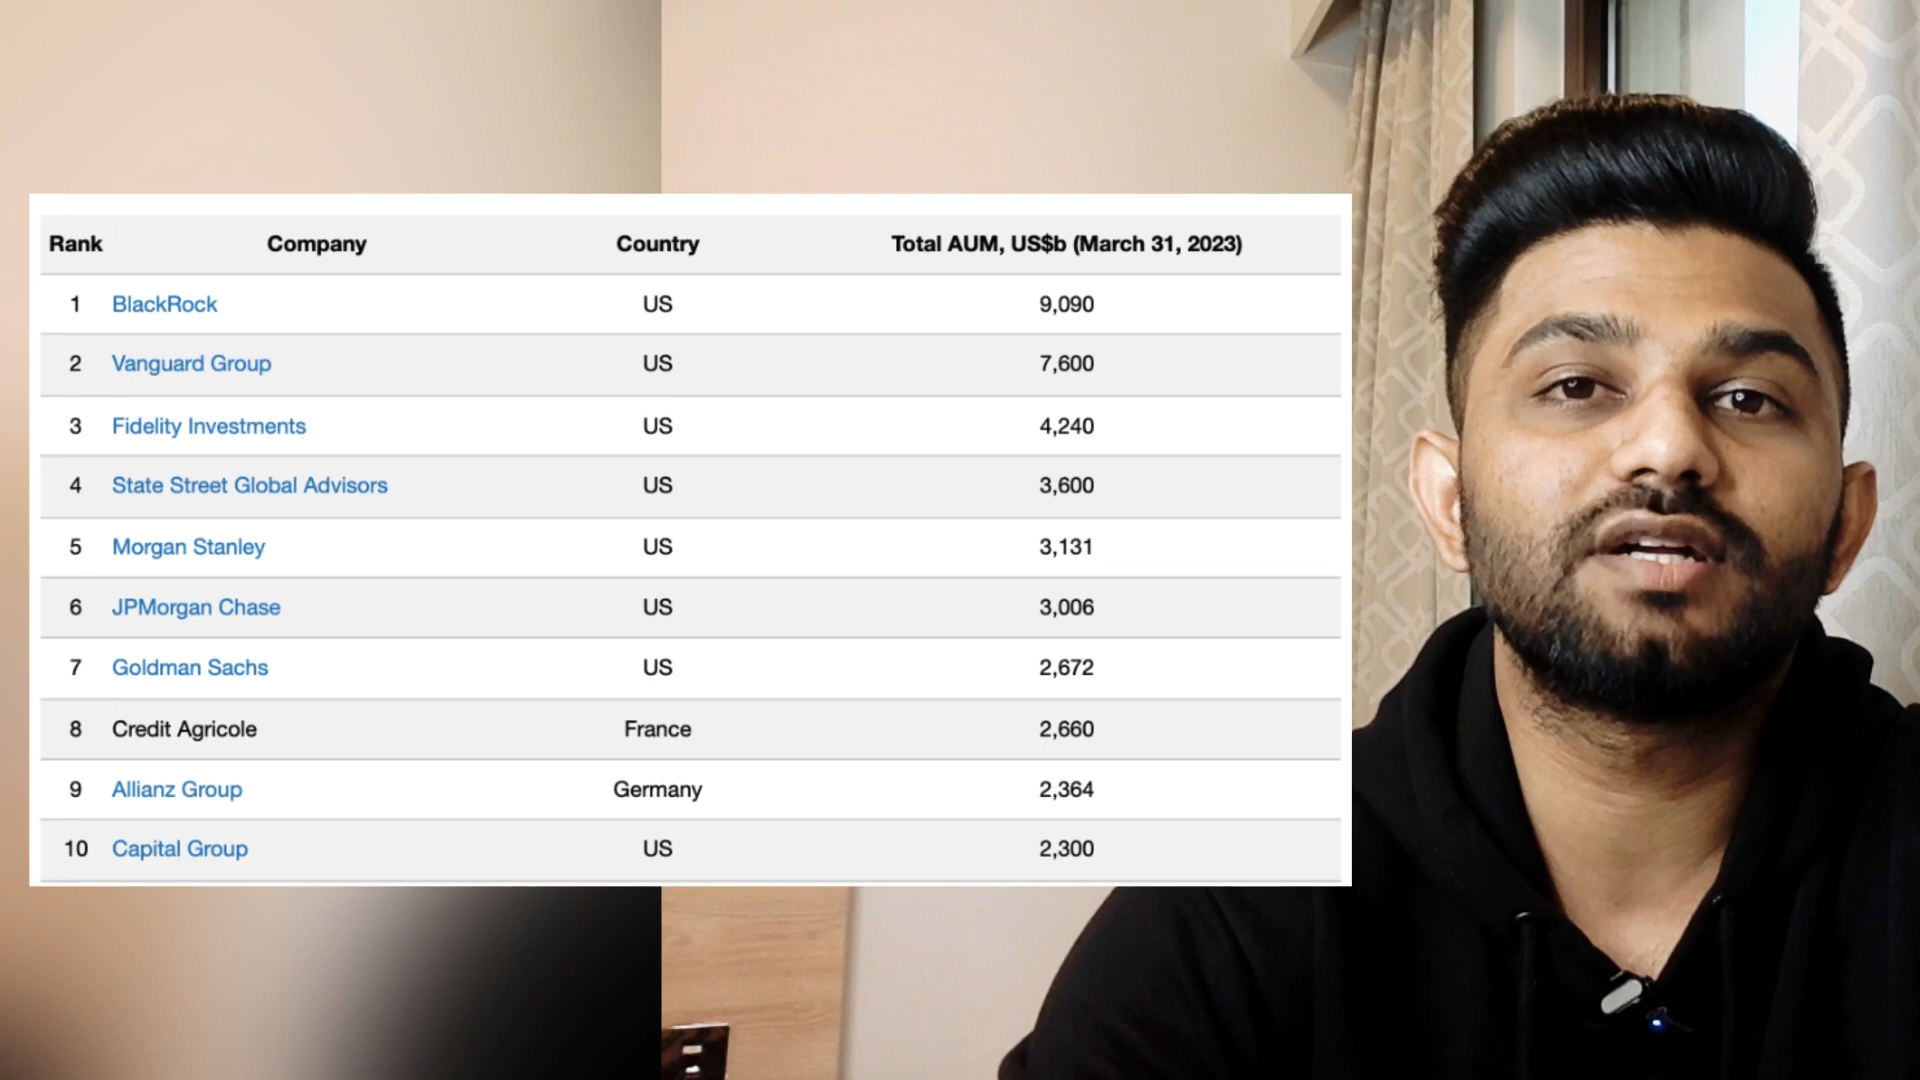 Rank Company Country Total AUM, US$b (March 31, 2023)
1 BlackRock US 9,090
2 Vanguard Group US 7,600
3 Fidelity Investments US 4,240
4 State Street Global Advisors US 3,600
5 Morgan Stanley US 3,131
6 JPMorgan Chase US 3,006
7 Goldman Sachs US 2,672
8 Credit Agricole France 2,660
9 Allianz Group Germany 2,364
10 Capital Group US 2,300